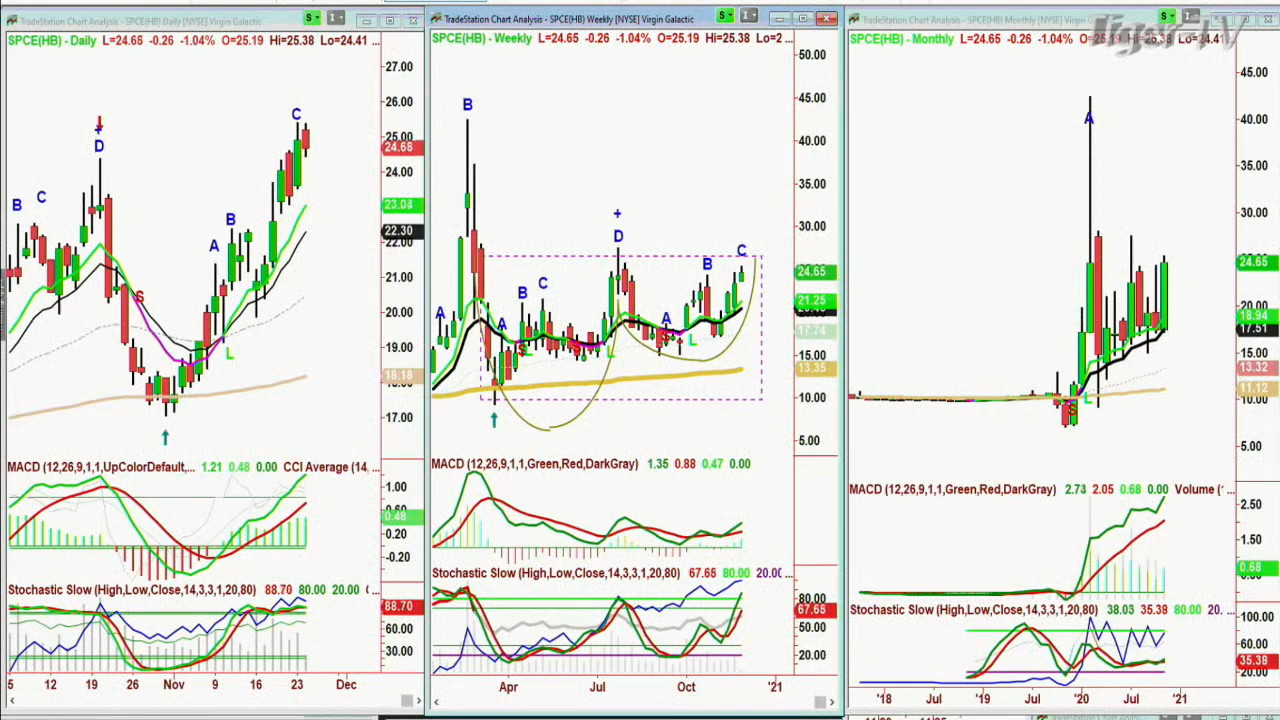 TradeStation Chart Analysis - SPCE(HB) Daily [NYSE] Virgin Galactic
SPCE(HB) - Daily L=24.65 -0.26 -1.04% O=25.19 Hi=25.38 Lo=24.41 ...
27.00
26.00
25.00
24.68
24.00
23.08
22.30
22.00
21.00
20.00
19.00
18.18
17.00
B
C
+
D
S
A
B
L
C
MACD (12,26,9,1,1,UpColorDefault,... 1.21 0.48 0.00 CCI Average (14,
1.00
0.48
0.20
-0.20
Stochastic Slow (High,Low,Close,14,3,3,1,20,80) 88.70 80.00 20.00 (
88.70
60.00
30.00
5 12 19 26 Nov 9 16 23 Dec
TradeStation Chart Analysis - SPCE(HB) Weekly [NYSE] Virgin Galactic
SPCE(HB) - Weekly L=24.65 -0.26 -1.04% O=25.19 Hi=25.38 Lo=2 ...
50.00
45.00
40.00
35.00
30.00
24.65
21.25
17.74
15.00
13.35
10.00
5.00
A
B
A
B
C
S
L
S
L
+
D
A
S
L
B
C
MACD (12,26,9,1,1,Green,Red,DarkGray) 1.35 0.88 0.47 0.00
Stochastic Slow (High,Low,Close,14,3,3,1,20,80) 67.65 80.00 20.0(...
80.00
67.65
50.00
20.00
Apr Jul Oct '21
TradeStation Chart Analysis - SPCE(HB) Monthly [NYSE] Virgin Galactic
Tiger-TV
SPCE(HB) - Monthly L=24.65 -0.26 -1.04% O=25.19 Hi=25.38 Lo=24.41
45.00
40.00
35.00
30.00
24.65
20.00
18.94
17.51
15.00
13.32
11.12
10.00
5.00
A
S
L
MACD (12,26,9,1,1,Green,Red,DarkGray) 2.73 2.05 0.68 0.00 Volume ( ...
2.50
1.50
0.68
Stochastic Slow (High,Low,Close,14,3,3,1,20,80) 38.03 35.38 80.00 20. ...
100.00
60.00
35.38
20.00
'18 Jul '19 Jul '20 Jul '21